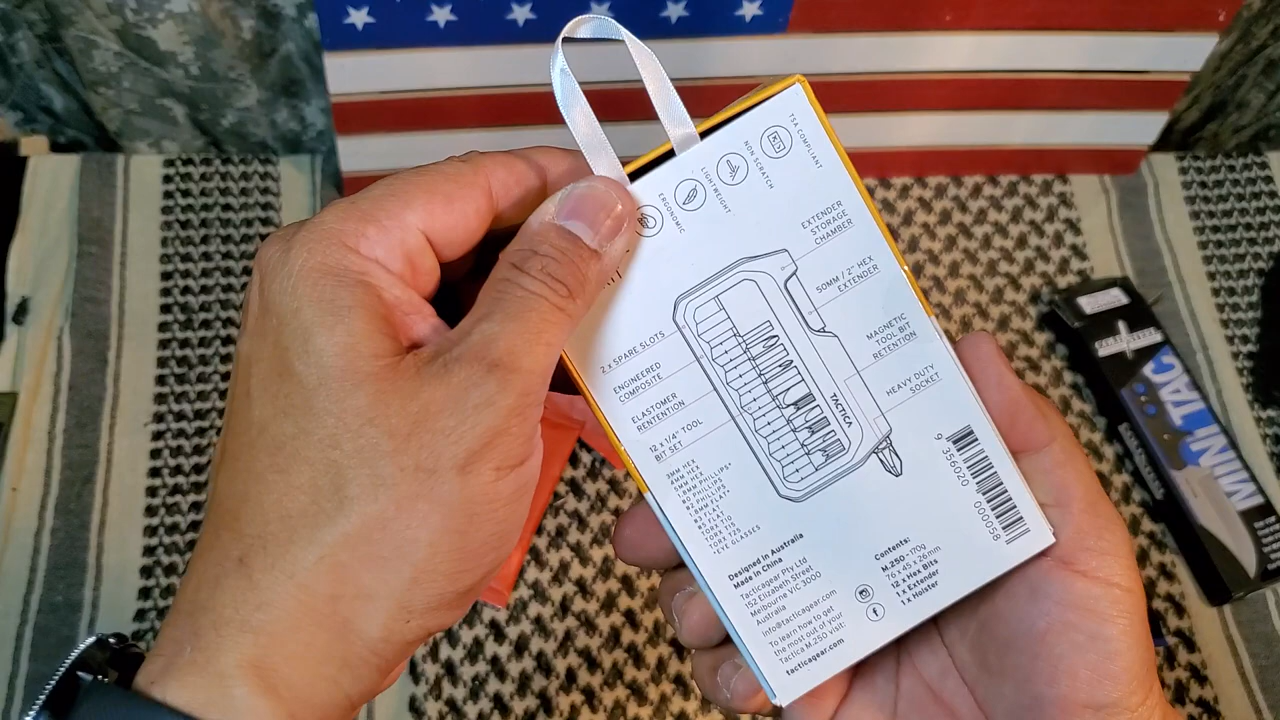 ERGONOMIC
LIGHTWEIGHT
NON SCRATCH
TSA COMPLIANT
EXTENDER
STORAGE
CHAMBER
50MM / 2" HEX
EXTENDER
MAGNETIC
TOOL BIT
RETENTION
HEAVY DUTY
SOCKET
2 x SPARE SLOTS
ENGINEERED
COMPOSITE
ELASTOMER
RETENTION
12 x 1/4" TOOL
BIT SET
3MM HEX
4MM HEX
5MM HEX
1.8MM PHILLIPS*
#0 PHILLIPS
#2 PHILLIPS
1.8MM FLAT*
#3 FLAT
#5 FLAT
TORX T10
TORX T15
TORX T25
*EYE GLASSES
TACTICA
Designed in Australia
Made in China
Tacticagear Pty Ltd
152 Elizabeth Street
Melbourne VIC 3000
Australia
info@tacticagear.com
To learn how to get
the most out of your
Tactica M.250 visit:
tacticagear.com
Contents:
M.250 - 170g
76 x 45 x 26mm
12 x Hex Bits
1 x Extender
1 x Holster
9 356020 000058
MINI TAC